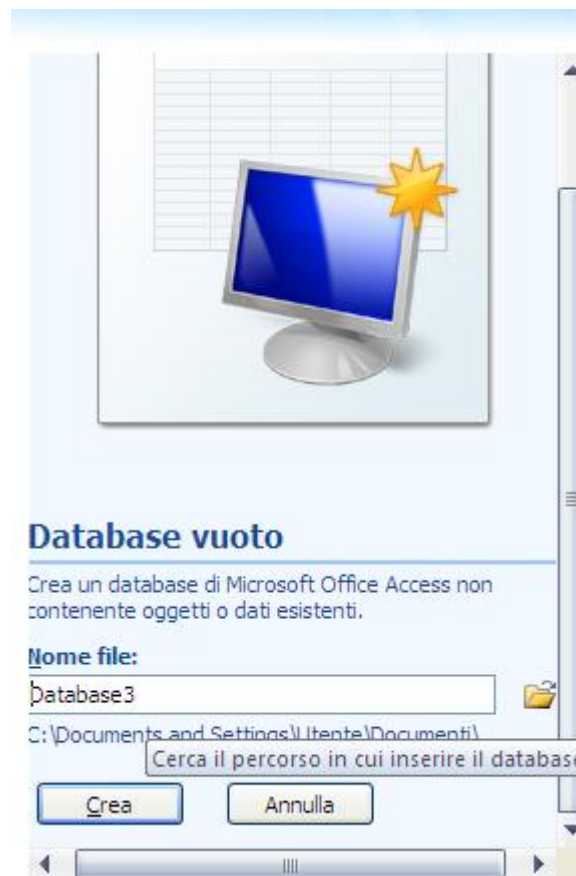 Database vuoto
Crea un database di Microsoft Office Access non
contenente oggetti o dati esistenti.
Nome file:
Database3
C:\Documents and Settings\Utente\Documenti\
Cerca il percorso in cui inserire il database
Crea
Annulla